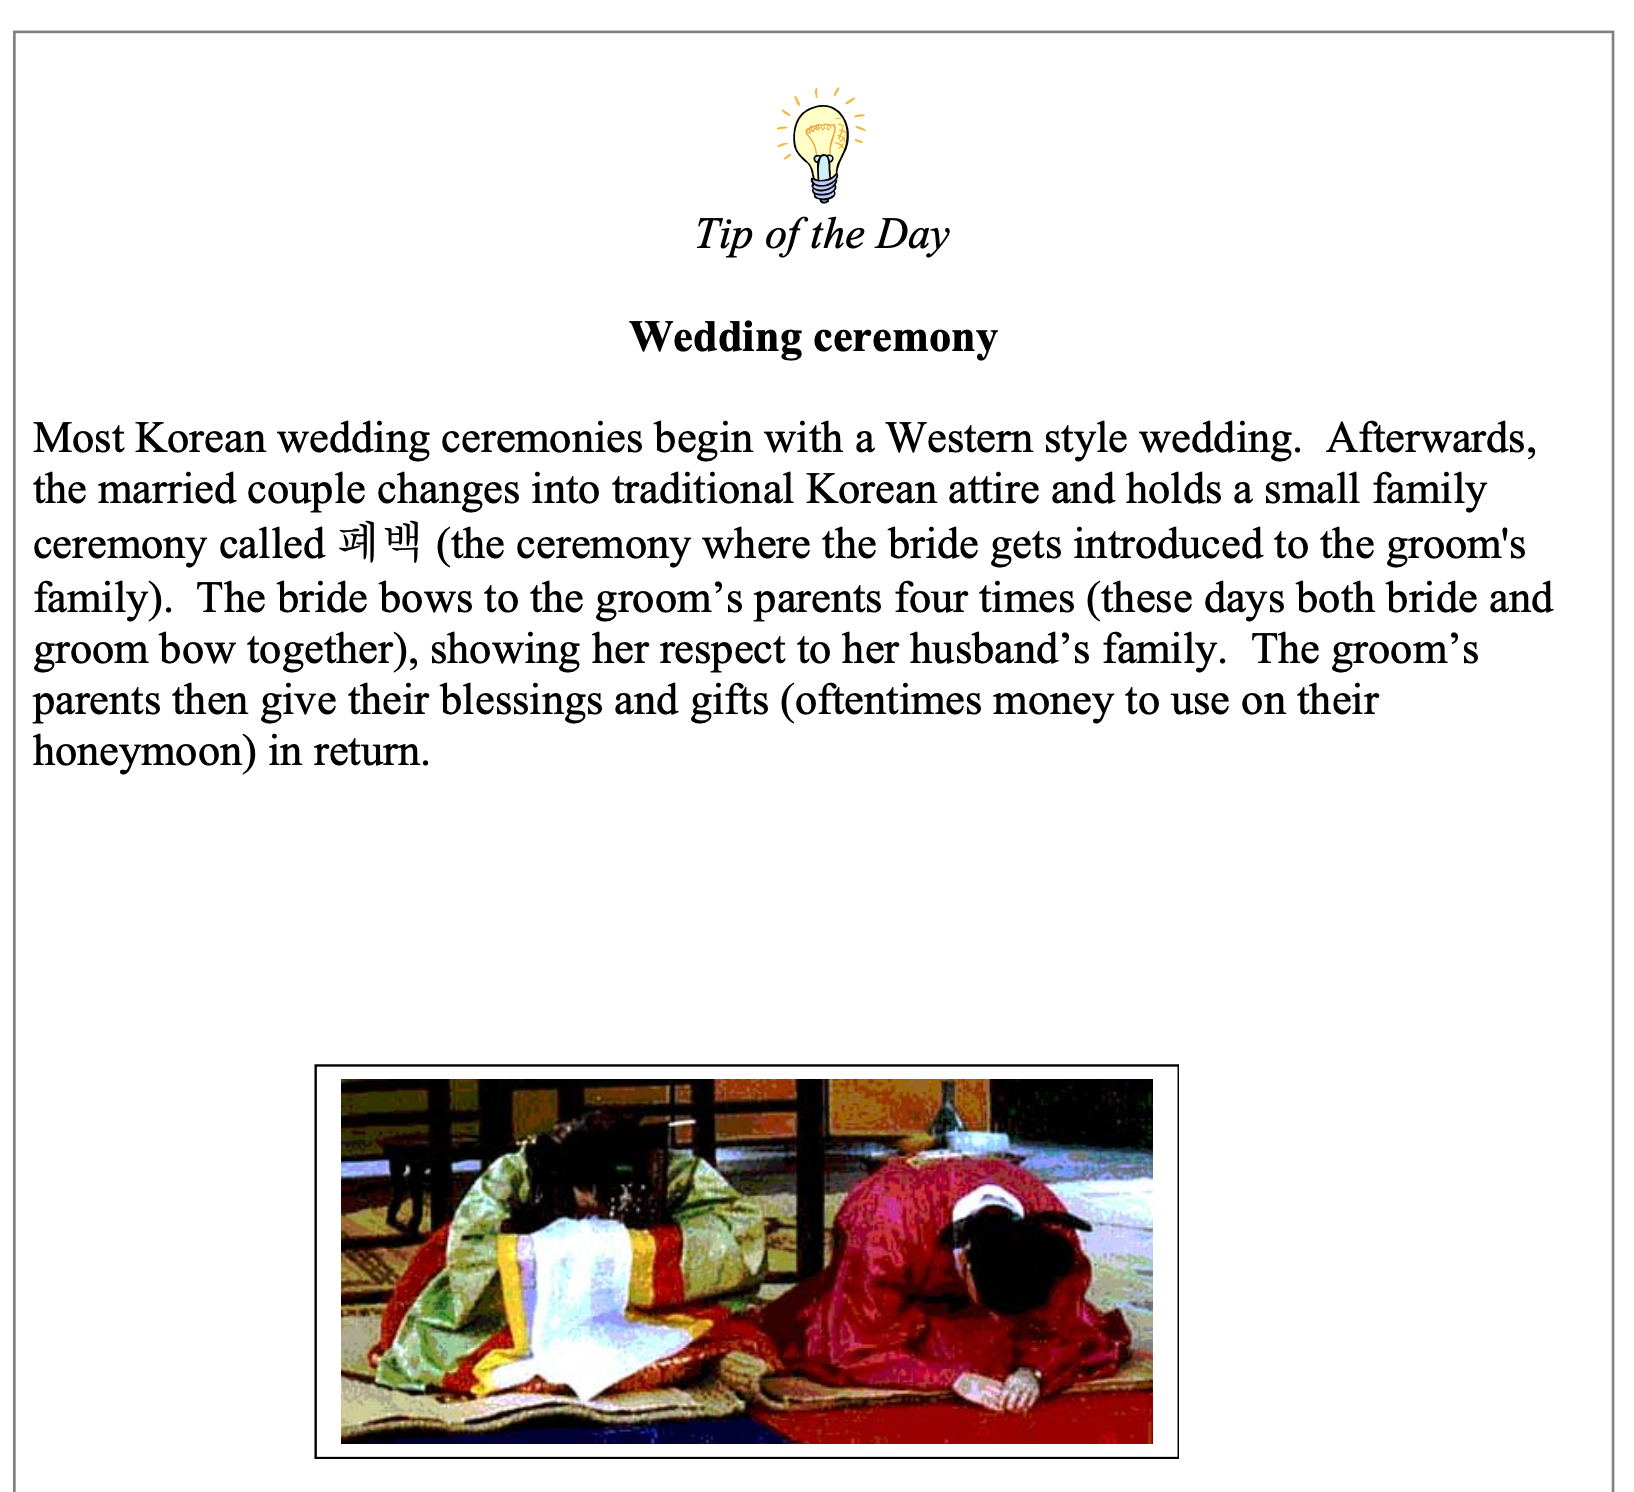 Tip of the Day
Wedding ceremony
Most Korean wedding ceremonies begin with a Western style wedding.  Afterwards,
the married couple changes into traditional Korean attire and holds a small family
ceremony called 폐백 (the ceremony where the bride gets introduced to the groom's
family).  The bride bows to the groom’s parents four times (these days both bride and
groom bow together), showing her respect to her husband’s family.  The groom’s
parents then give their blessings and gifts (oftentimes money to use on their
honeymoon) in return.